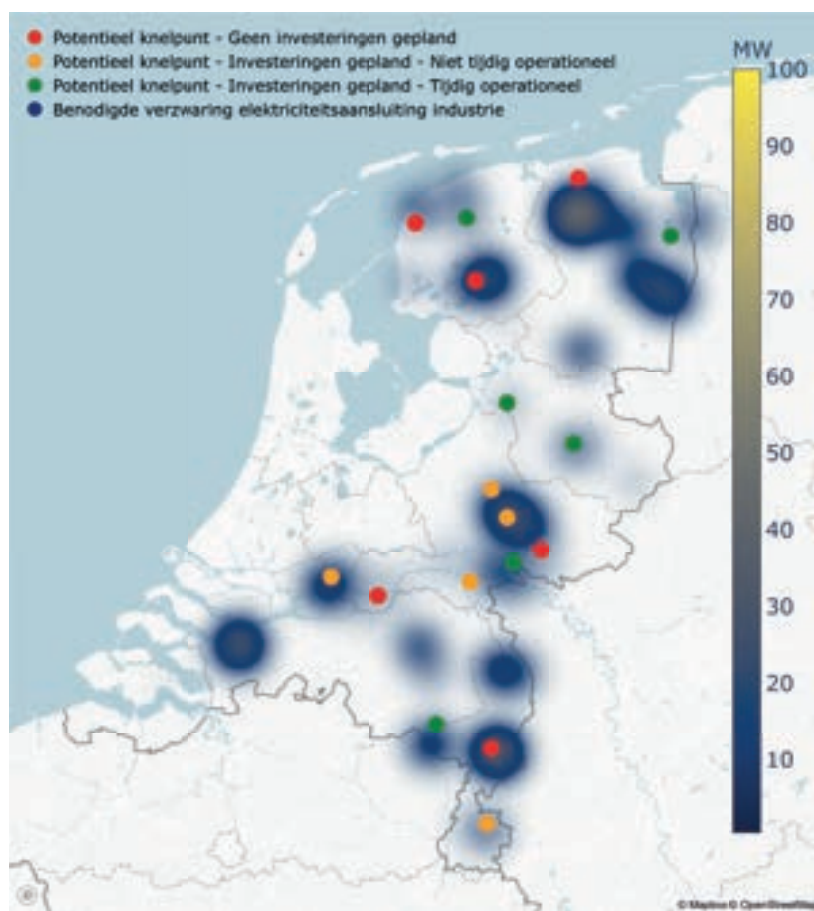 Potentieel knelpunt - Geen investeringen gepland
Potentieel knelpunt - Investeringen gepland - Niet tijdig operationeel
Potentieel knelpunt - Investeringen gepland - Tijdig operationeel
Benodigde verzwaring elektriciteitsaansluiting industrie
MW
100
90
80
70
60
50
40
30
20
10
© Mapbox © OpenStreetMap